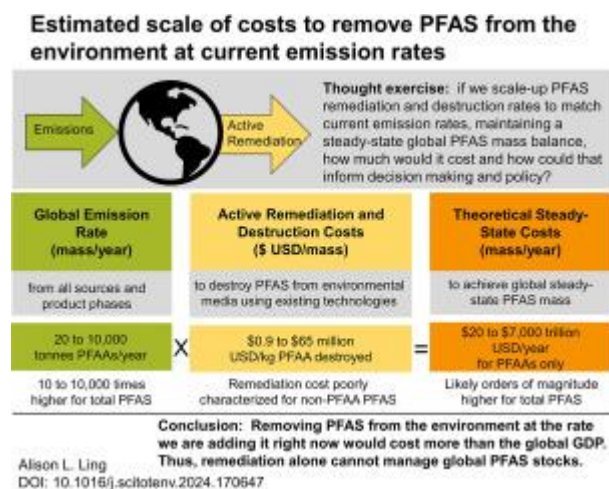 Estimated scale of costs to remove PFAS from the
environment at current emission rates
Emissions
Active
Remediation
Thought exercise: if we scale-up PFAS
remediation and destruction rates to match
current emission rates, maintaining a
steady-state global PFAS mass balance,
how much would it cost and how could that
inform decision making and policy?
Global Emission
Rate
(mass/year)
from all sources and
product phases
20 to 10,000
tonnes PFAAs/year
10 to 10,000 times
higher for total PFAS
X
Active Remediation and
Destruction Costs
($ USD/mass)
to destroy PFAS from environmental
media using existing technologies
$0.9 to $65 million
USD/kg PFAA destroyed
Remediation cost poorly
characterized for non-PFAA PFAS
=
Theoretical Steady-
State Costs
(mass/year)
to achieve global steady-
state PFAS mass
$20 to $7,000 trillion
USD/year
for PFAAs only
Likely orders of magnitude
higher for total PFAS
Conclusion: Removing PFAS from the environment at the rate
we are adding it right now would cost more than the global GDP.
Thus, remediation alone cannot manage global PFAS stocks.
Alison L. Ling
DOI: 10.1016/j.scitotenv.2024.170647